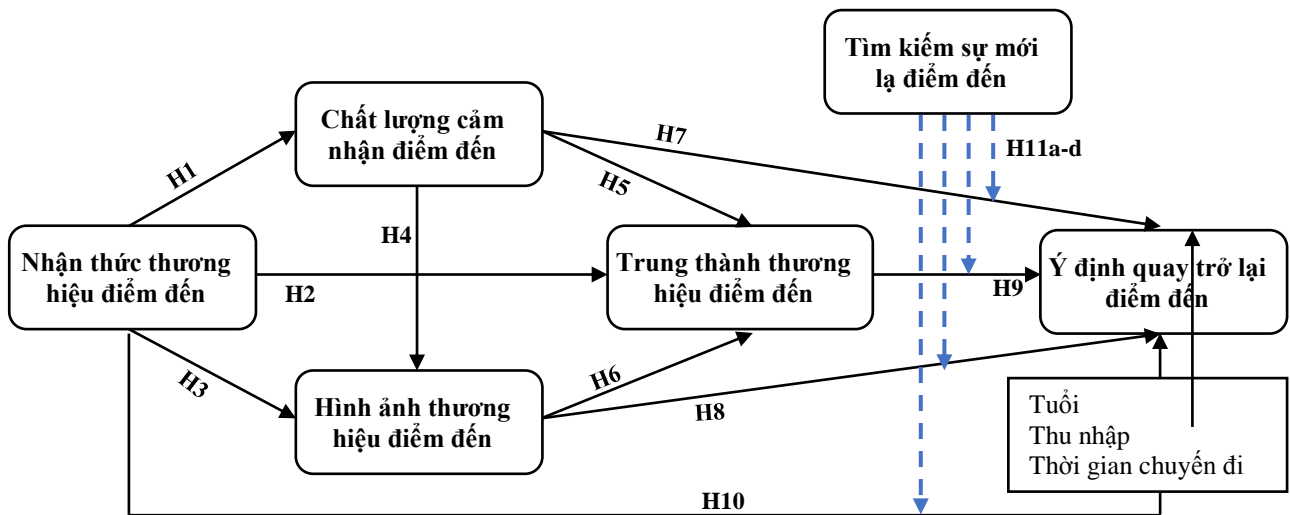 Tìm kiếm sự mới
lạ điểm đến
Chất lượng cảm
nhận điểm đến
H7
H11a-d
H1
H5
H4
Nhận thức thương
hiệu điểm đến
H2
Trung thành thương
hiệu điểm đến
H9
Ý định quay trở lại
điểm đến
H3
H6
Hình ảnh thương
hiệu điểm đến
H8
Tuổi
Thu nhập
Thời gian chuyến đi
H10